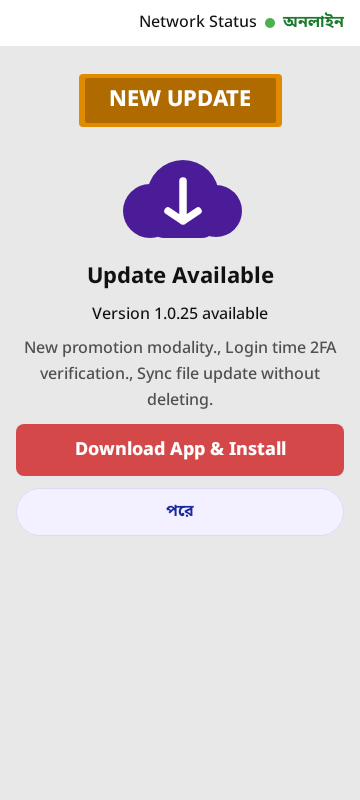 Network Status ● অনলাইন
NEW UPDATE
Update Available
Version 1.0.25 available
New promotion modality., Login time 2FA
verification., Sync file update without
deleting.
Download App & Install
পরে